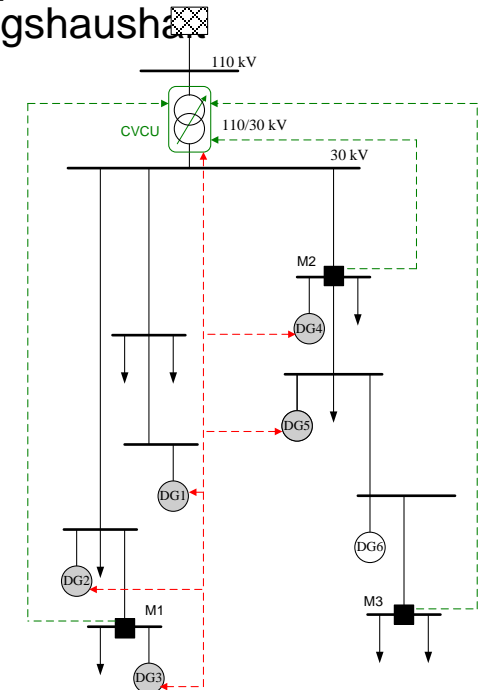 gshausha
110 kV
CVCU
110/30 kV
30 kV
M2
DG4
DG5
DG1
DG6
DG2
M1
M3
DG3